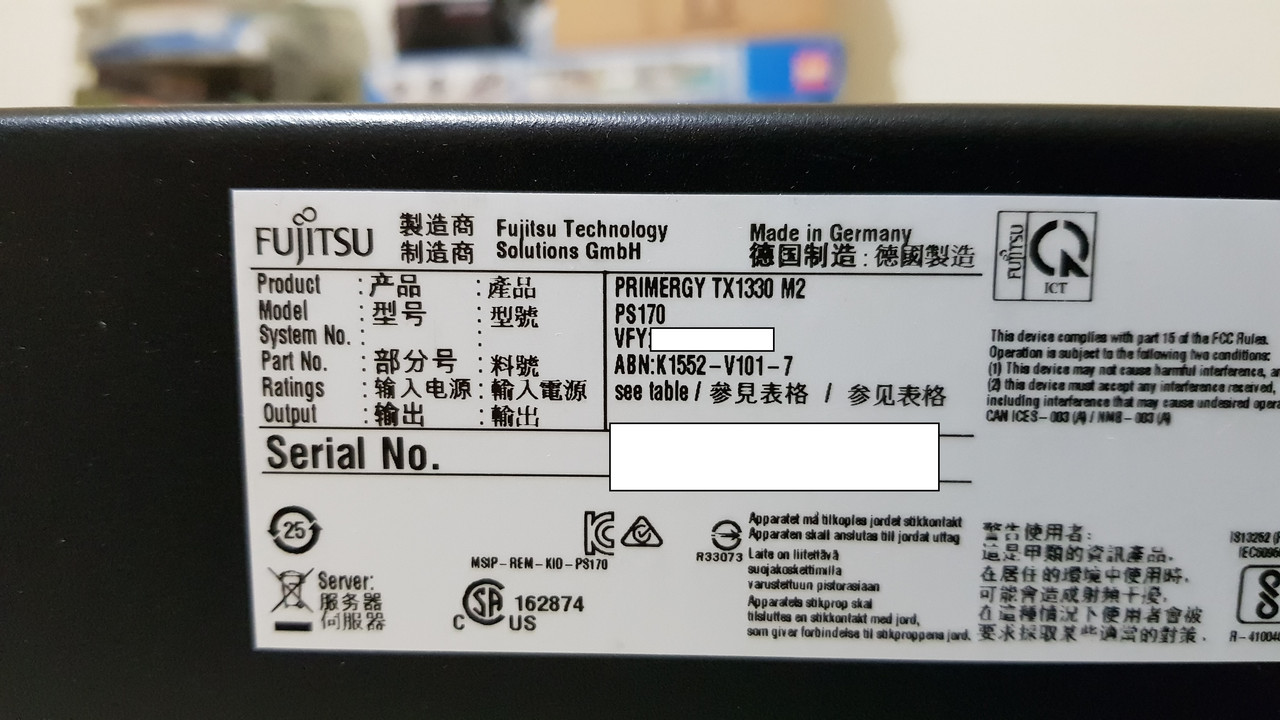 FUJITSU
製造商
制造商
Fujitsu Technology
Solutions GmbH
Made in Germany
德国制造 : 德國製造
FUJITSU
ICT
Product : 产品 : 產品 PRIMERGY TX1330 M2
Model : 型号 : 型號 PS170
System No. : : VFY:
Part No. : 部分号 : 料號 ABN:K1552-V101-7
Ratings : 输入电源 : 輸入電源 see table / 參見表格 / 参见表格
Output : 输出 : 輸出
Serial No.
This device complies with part 15 of the FCC Rules.
Operation is subject to the following two conditions:
(1) This device may not cause harmful interference,
(2) this device must accept any interference received,
including interference that may cause undesired
CAN ICES-003 (A) / NMB-003 (A)
25
MSIP-REM-KIO-PS170
R33073
Server:
服务器
伺服器
C US 162874
Apparatet må tilkoples jordet stikkontakt
Apparaten skall anslutas till jordat uttag
Laite on liitettävä
suojakoskettimilla
varustettuun pistorasiaan
Apparatets stikprop skal
tilsluttes en stikkontakt med jord,
som giver forbindelse til stikproppens jord.
警告使用者:
這是甲類的資訊產品,
在居住的環境中使用時,
可能會造成射頻干擾,
在這種情況下使用者會被
要求採取某些適當的對策.